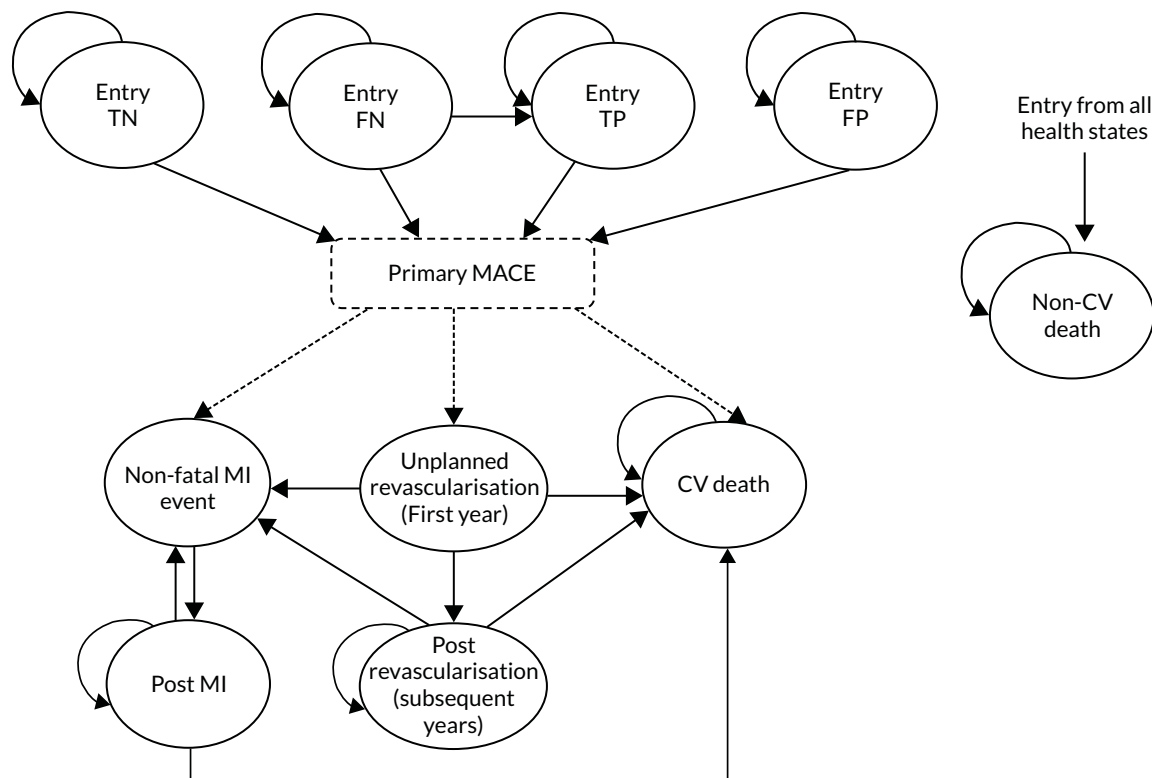 Entry
TN
Entry
FN
Entry
TP
Entry
FP
Entry from all
health states
Primary MACE
Non-CV
death
Non-fatal MI
event
Unplanned
revascularisation
(First year)
CV death
Post MI
Post
revascularisation
(subsequent
years)